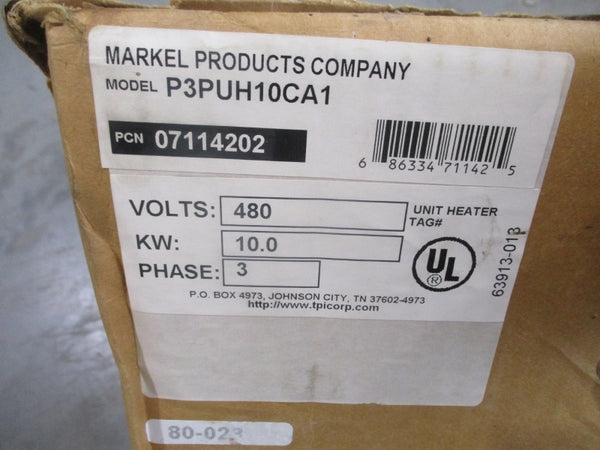 MARKEL PRODUCTS COMPANY
MODEL P3PUH10CA1
PCN 07114202
6 86334 71142 5
VOLTS: 480
UNIT HEATER
TAG#
KW: 10.0
PHASE: 3
UL
®
63913-013
P.O. BOX 4973, JOHNSON CITY, TN 37602-4973
http://www.tpicorp.com
80-023